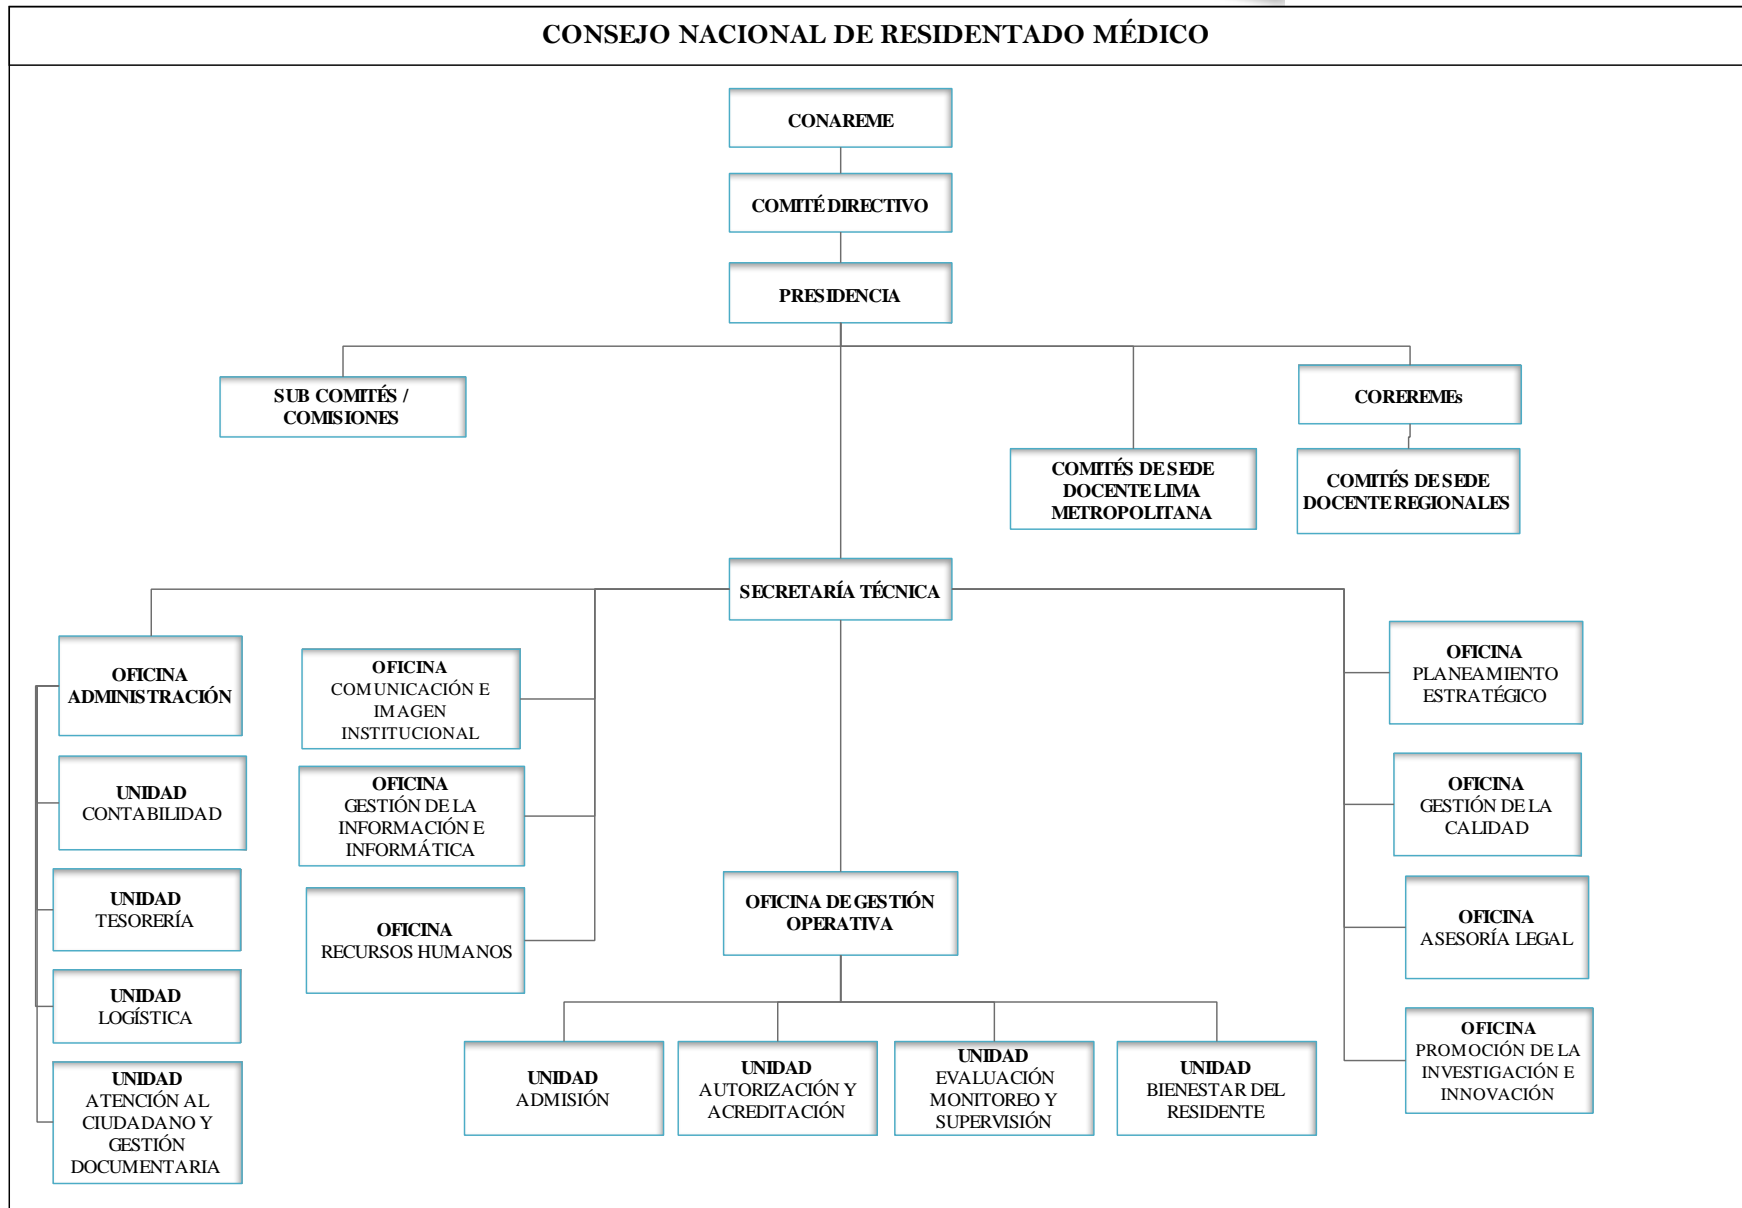 CONSEJO NACIONAL DE RESIDENTADO MÉDICO
CONAREME
COMITÉ DIRECTIVO
PRESIDENCIA
SUB COMITÉS /
COMISIONES
COREREMEs
COMITÉS DE SEDE
DOCENTE LIMA
METROPOLITANA
COMITÉS DE SEDE
DOCENTE REGIONALES
SECRETARÍA TÉCNICA
OFICINA
ADMINISTRACIÓN
UNIDAD
CONTABILIDAD
UNIDAD
TESORERÍA
UNIDAD
LOGÍSTICA
UNIDAD
ATENCIÓN AL
CIUDADANO Y
GESTIÓN
DOCUMENTARIA
OFICINA
COMUNICACIÓN E
IMAGEN
INSTITUCIONAL
OFICINA
GESTIÓN DE LA
INFORMACIÓN E
INFORMÁTICA
OFICINA
RECURSOS HUMANOS
OFICINA DE GESTIÓN
OPERATIVA
UNIDAD
ADMISIÓN
UNIDAD
AUTORIZACIÓN Y
ACREDITACIÓN
UNIDAD
EVALUACIÓN
MONITOREO Y
SUPERVISIÓN
UNIDAD
BIENESTAR DEL
RESIDENTE
OFICINA
PLANEAMIENTO
ESTRATÉGICO
OFICINA
GESTIÓN DE LA
CALIDAD
OFICINA
ASESORÍA LEGAL
OFICINA
PROMOCIÓN DE LA
INVESTIGACIÓN E
INNOVACIÓN